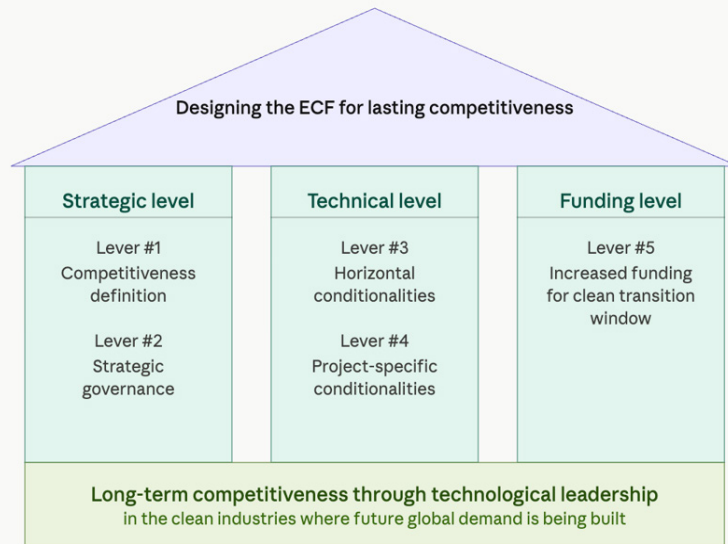 Designing the ECF for lasting competitiveness
Strategic level
Lever #1
Competitiveness
definition
Lever #2
Strategic
governance
Technical level
Lever #3
Horizontal
conditionalities
Lever #4
Project-specific
conditionalities
Funding level
Lever #5
Increased funding
for clean transition
window
Long-term competitiveness through technological leadership
in the clean industries where future global demand is being built